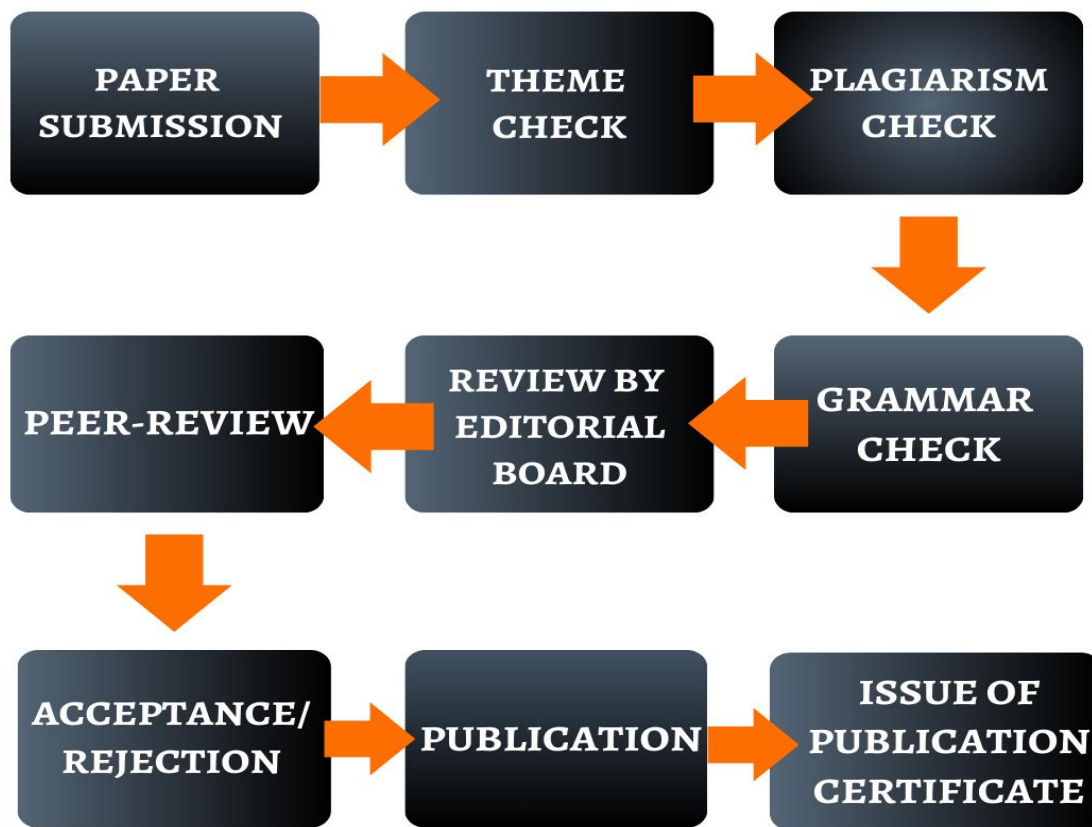 PAPER
SUBMISSION
THEME
CHECK
PLAGIARISM
CHECK
GRAMMAR
CHECK
REVIEW BY
EDITORIAL
BOARD
PEER-REVIEW
ACCEPTANCE/
REJECTION
PUBLICATION
ISSUE OF
PUBLICATION
CERTIFICATE